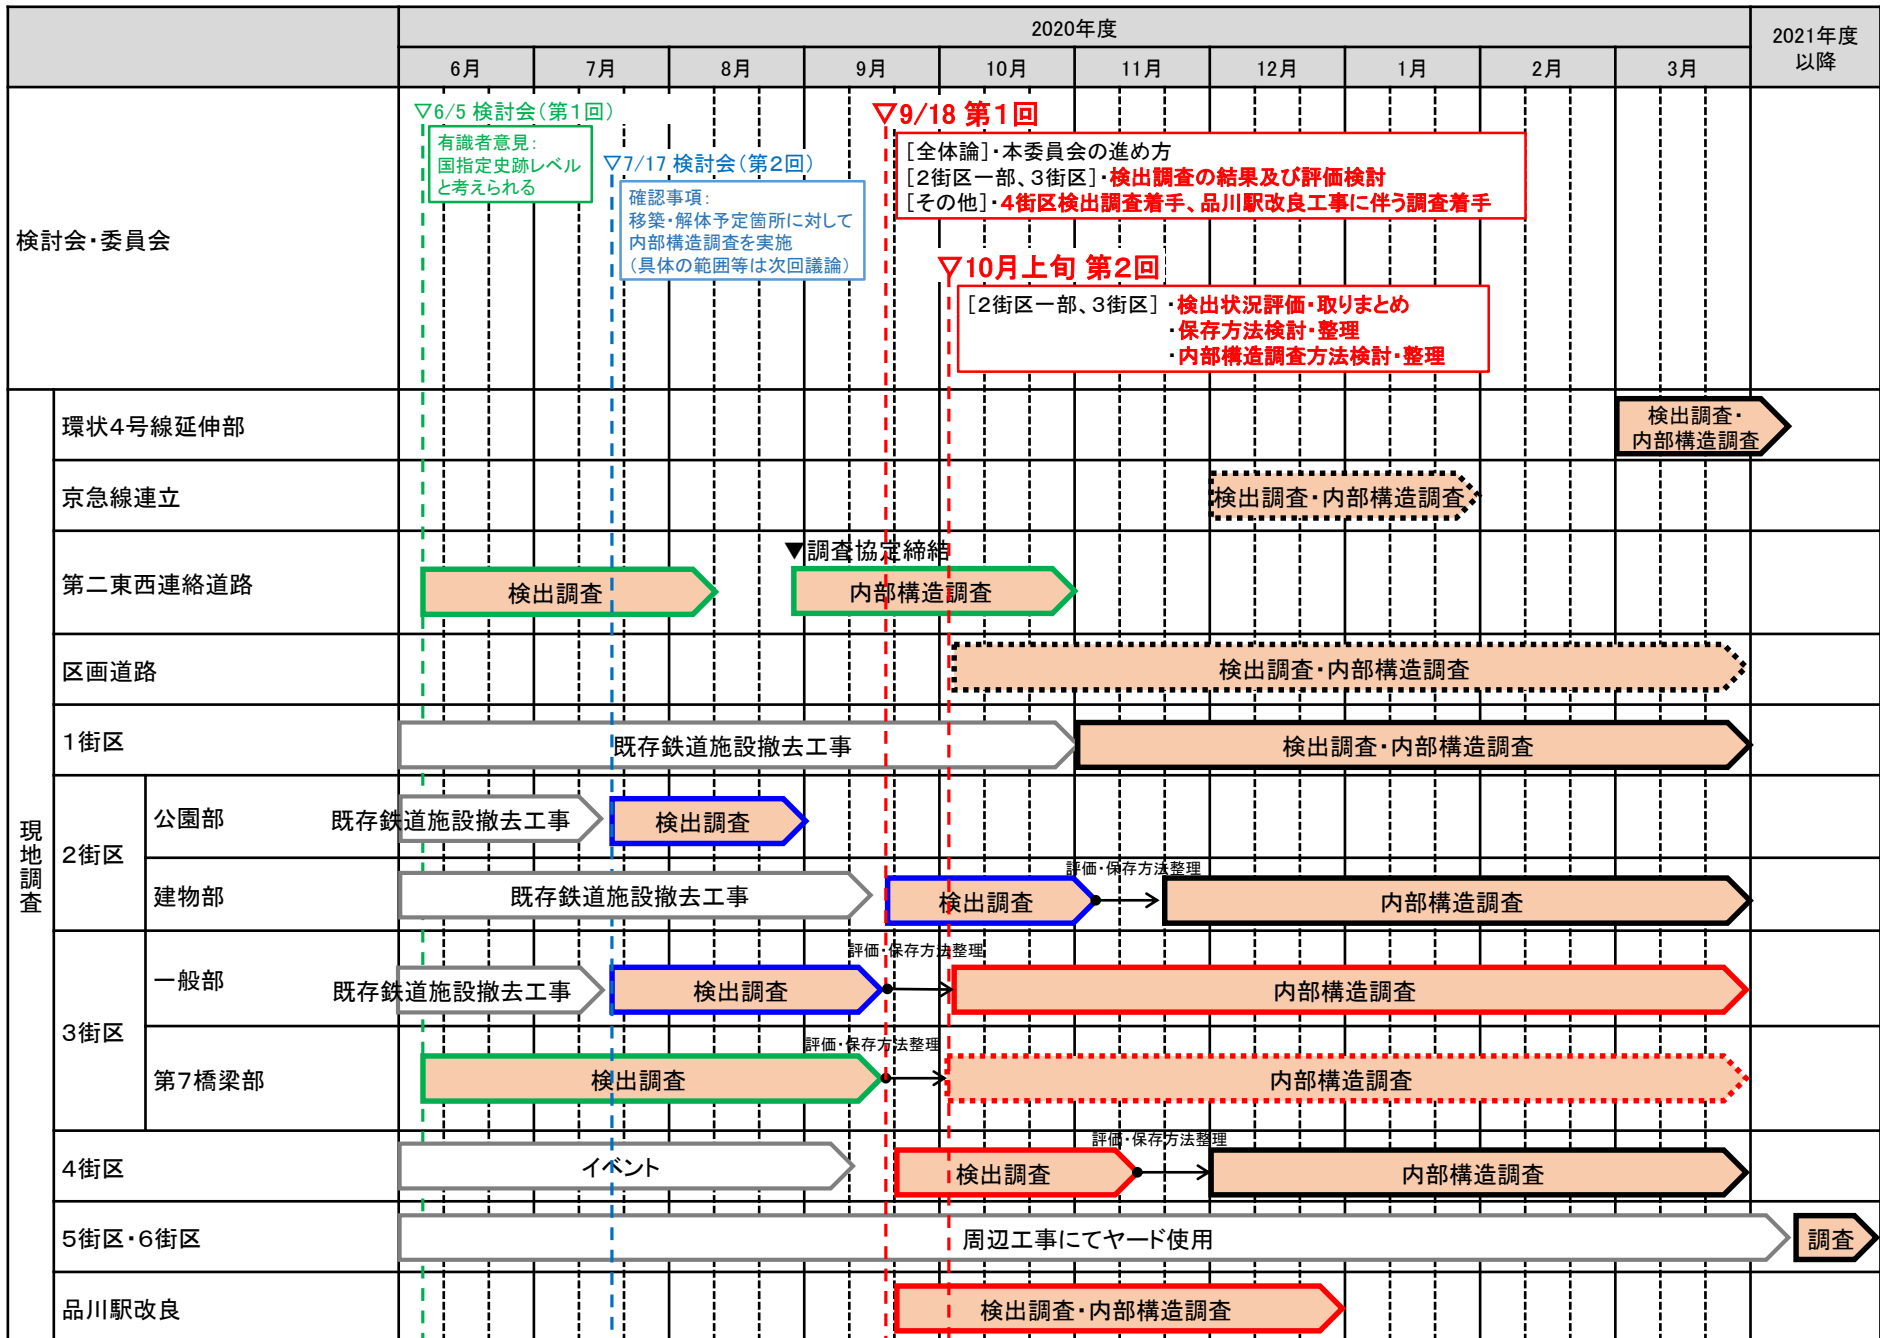 2020年度
2021年度
以降
6月 7月 8月 9月 10月 11月 12月 1月 2月 3月
検討会・委員会
▽6/5 検討会(第1回)
有識者意見:
国指定史跡レベル
と考えられる
▽7/17 検討会(第2回)
確認事項:
移築・解体予定箇所に対して
内部構造調査を実施
(具体の範囲等は次回議論)
▽9/18 第1回
[全体論]・本委員会の進め方
[2街区一部、3街区]・検出調査の結果及び評価検討
[その他]・4街区検出調査着手、品川駅改良工事に伴う調査着手
▽10月上旬 第2回
[2街区一部、3街区]・検出状況評価・取りまとめ
・保存方法検討・整理
・内部構造調査方法検討・整理
現地調査
環状4号線延伸部
検出調査・
内部構造調査
京急線連立
検出調査・内部構造調査
第二東西連絡道路
▼調査協定締結
検出調査
内部構造調査
区画道路
検出調査・内部構造調査
1街区
既存鉄道施設撤去工事
検出調査・内部構造調査
2街区
公園部
既存鉄道施設撤去工事
検出調査
建物部
既存鉄道施設撤去工事
検出調査
評価・保存方法整理
内部構造調査
3街区
一般部
既存鉄道施設撤去工事
検出調査
評価・保存方法整理
内部構造調査
第7橋梁部
検出調査
評価・保存方法整理
内部構造調査
4街区
イベント
検出調査
評価・保存方法整理
内部構造調査
5街区・6街区
周辺工事にてヤード使用
調査
品川駅改良
検出調査・内部構造調査